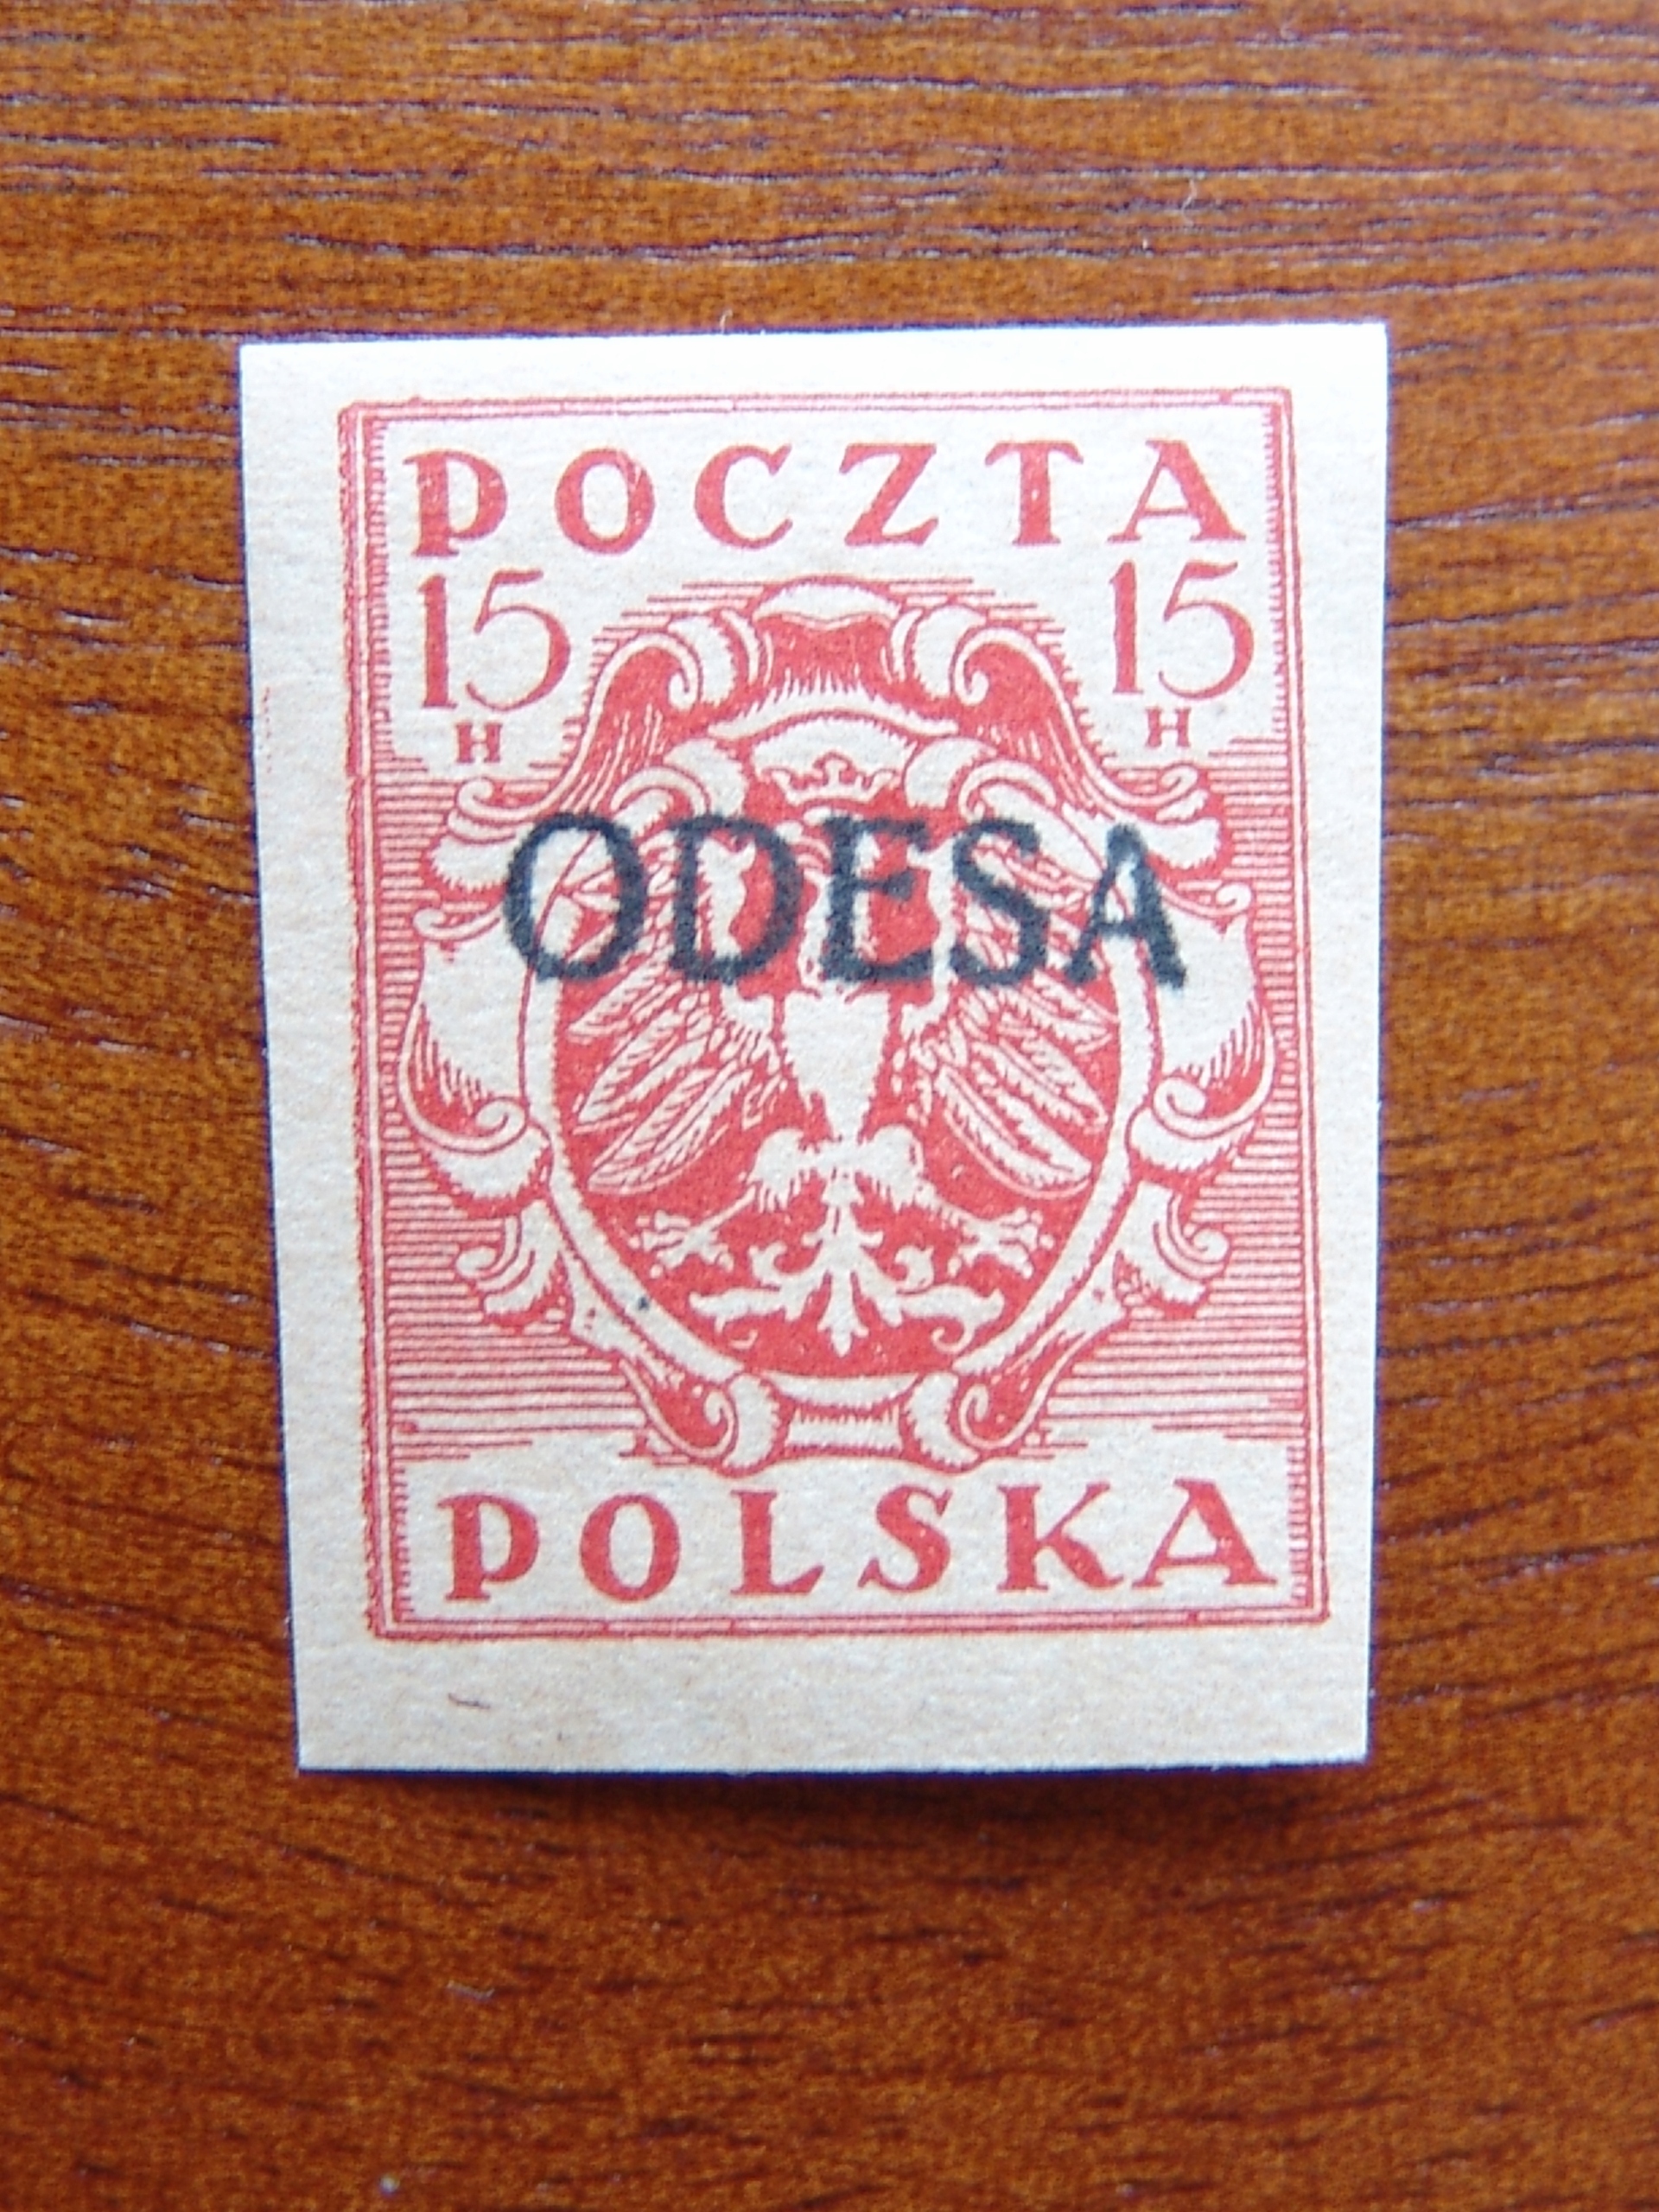 POCZTA
15 15
H H
ODESA
POLSKA